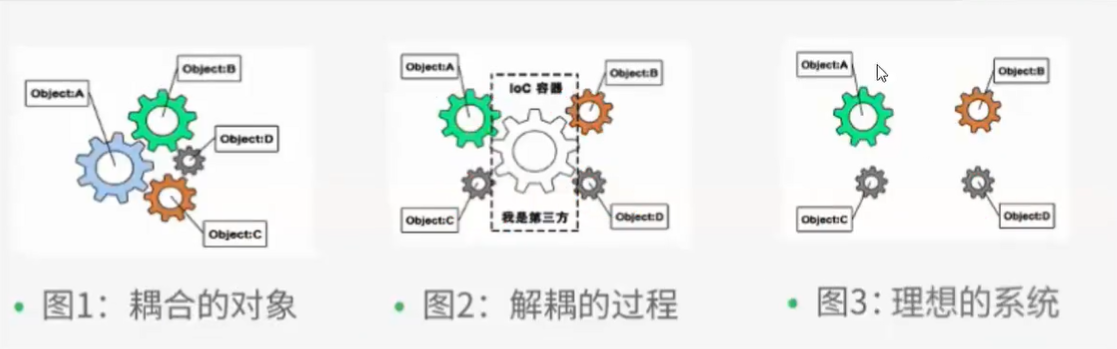 Object:B
Object:A
Object:D
Object:C
Object:A
IoC 容器
Object:B
Object:C
我是第三方
Object:D
Object:A
Object:B
Object:C
Object:D
图1：耦合的对象
图2：解耦的过程
图3：理想的系统